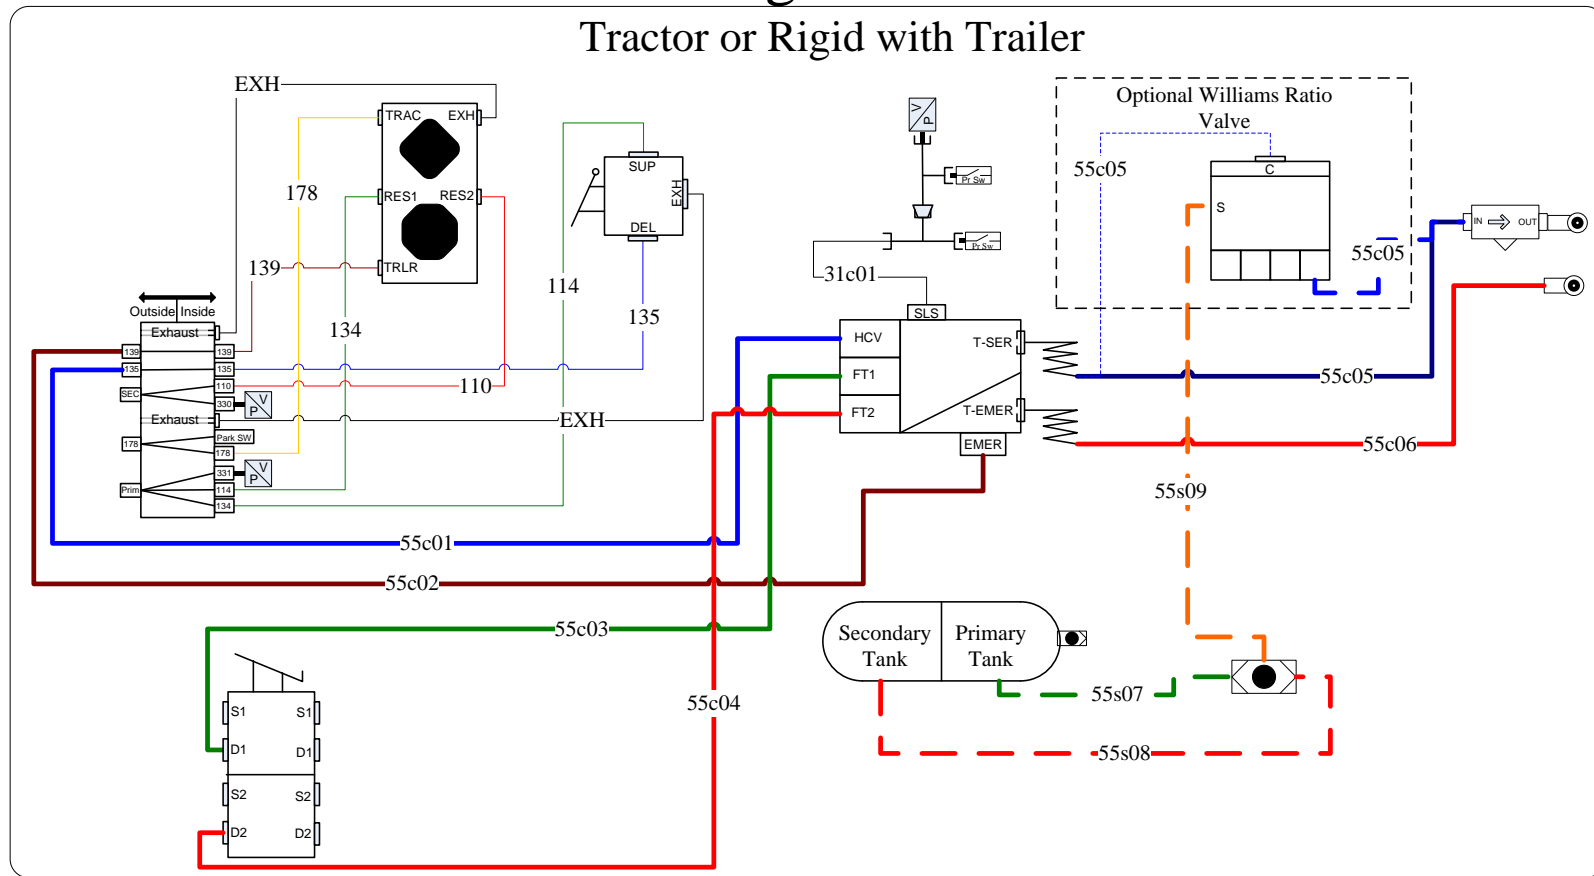 Tractor or Rigid with Trailer
EXH
TRAC
EXH
178
RES1
RES2
139
TRLR
134
SUP
EXH
DEL
114
135
V
P
Pr Sw
Pr Sw
31c01
Optional Williams Ratio
Valve
55c05
C
S
55c05
IN
OUT
Outside
Inside
Exhaust
139
139
135
135
110
SEC
330
V
P
110
Exhaust
EXH
Park SW
178
178
331
V
P
Prim
114
134
SLS
HCV
T-SER
FT1
FT2
T-EMER
EMER
55c05
55c06
55s09
55c01
55c02
55c03
55c04
Secondary
Tank
Primary
Tank
55s07
55s08
S1
S1
D1
D1
S2
S2
D2
D2